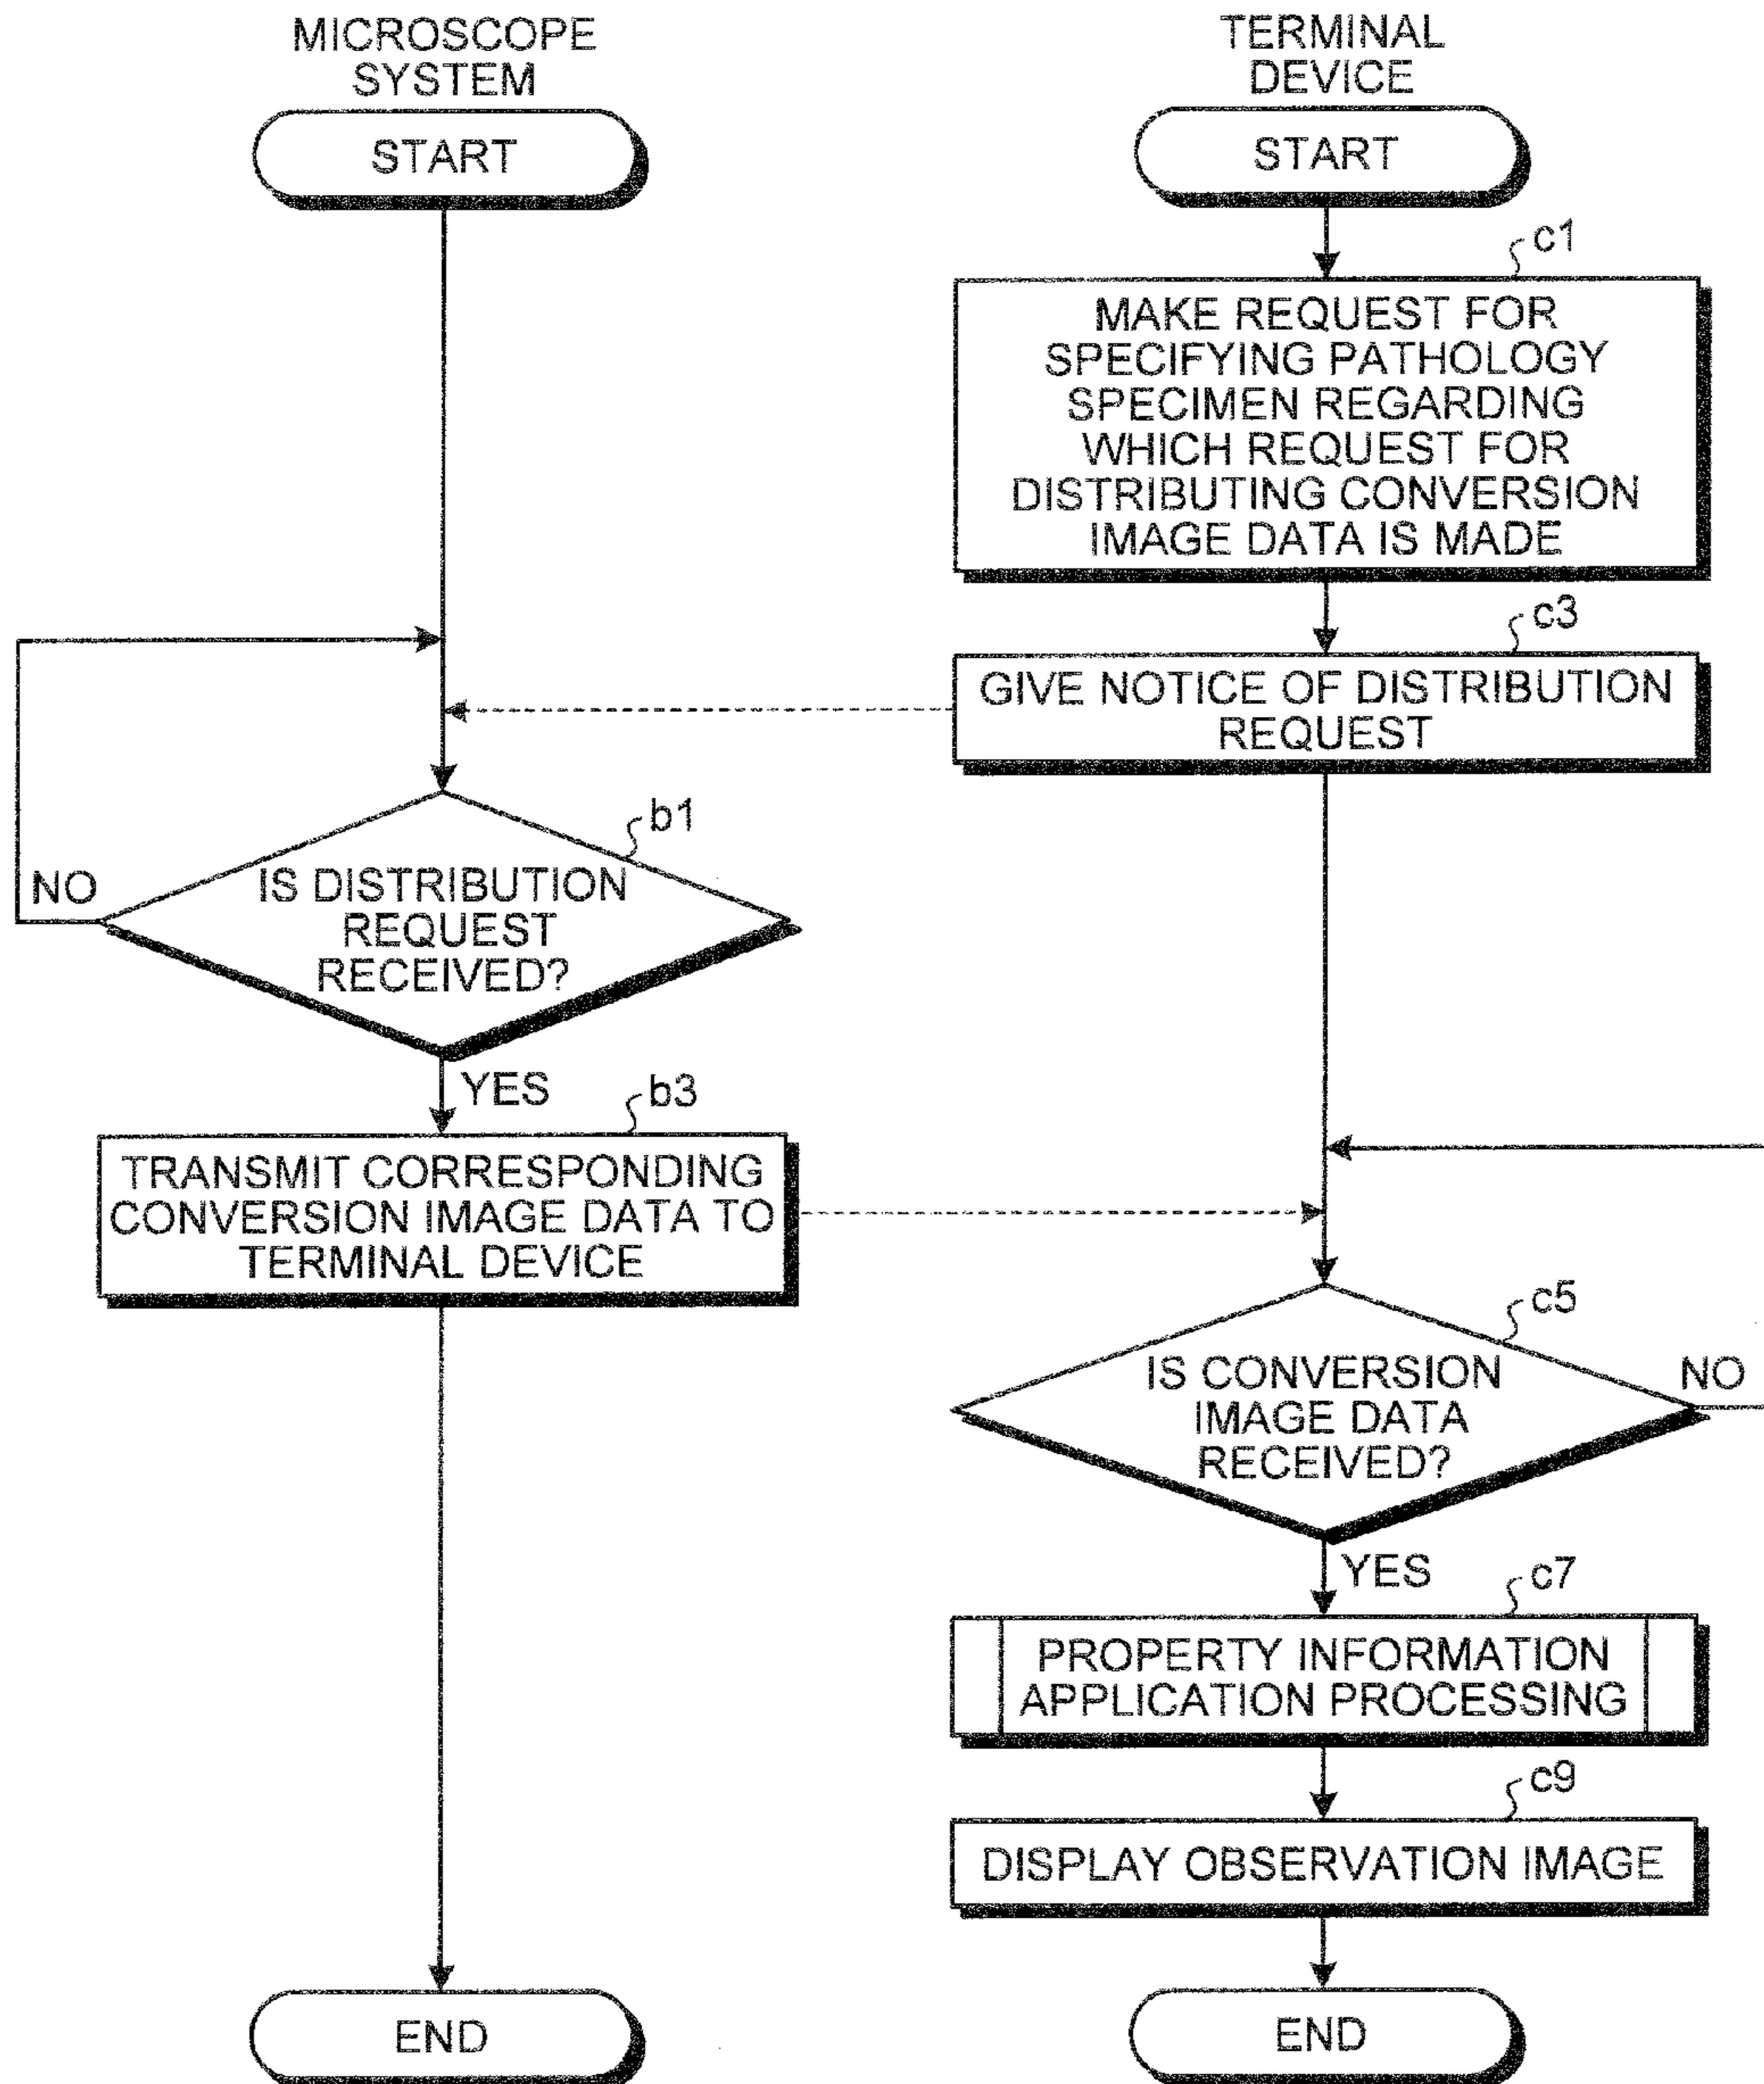 MICROSCOPE
SYSTEM
START
b1
NO
IS DISTRIBUTION
REQUEST
RECEIVED?
YES
b3
TRANSMIT CORRESPONDING
CONVERSION IMAGE DATA TO
TERMINAL DEVICE
END
TERMINAL
DEVICE
START
c1
MAKE REQUEST FOR
SPECIFYING PATHOLOGY
SPECIMEN REGARDING
WHICH REQUEST FOR
DISTRIBUTING CONVERSION
IMAGE DATA IS MADE
c3
GIVE NOTICE OF DISTRIBUTION
REQUEST
c5
IS CONVERSION
IMAGE DATA
RECEIVED?
NO
YES
c7
PROPERTY INFORMATION
APPLICATION PROCESSING
c9
DISPLAY OBSERVATION IMAGE
END